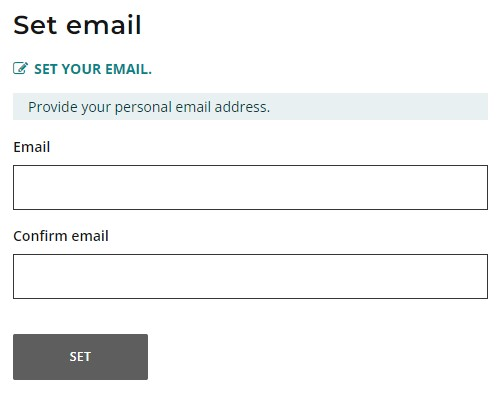 Set email
SET YOUR EMAIL.
Provide your personal email address.
Email
Confirm email
SET